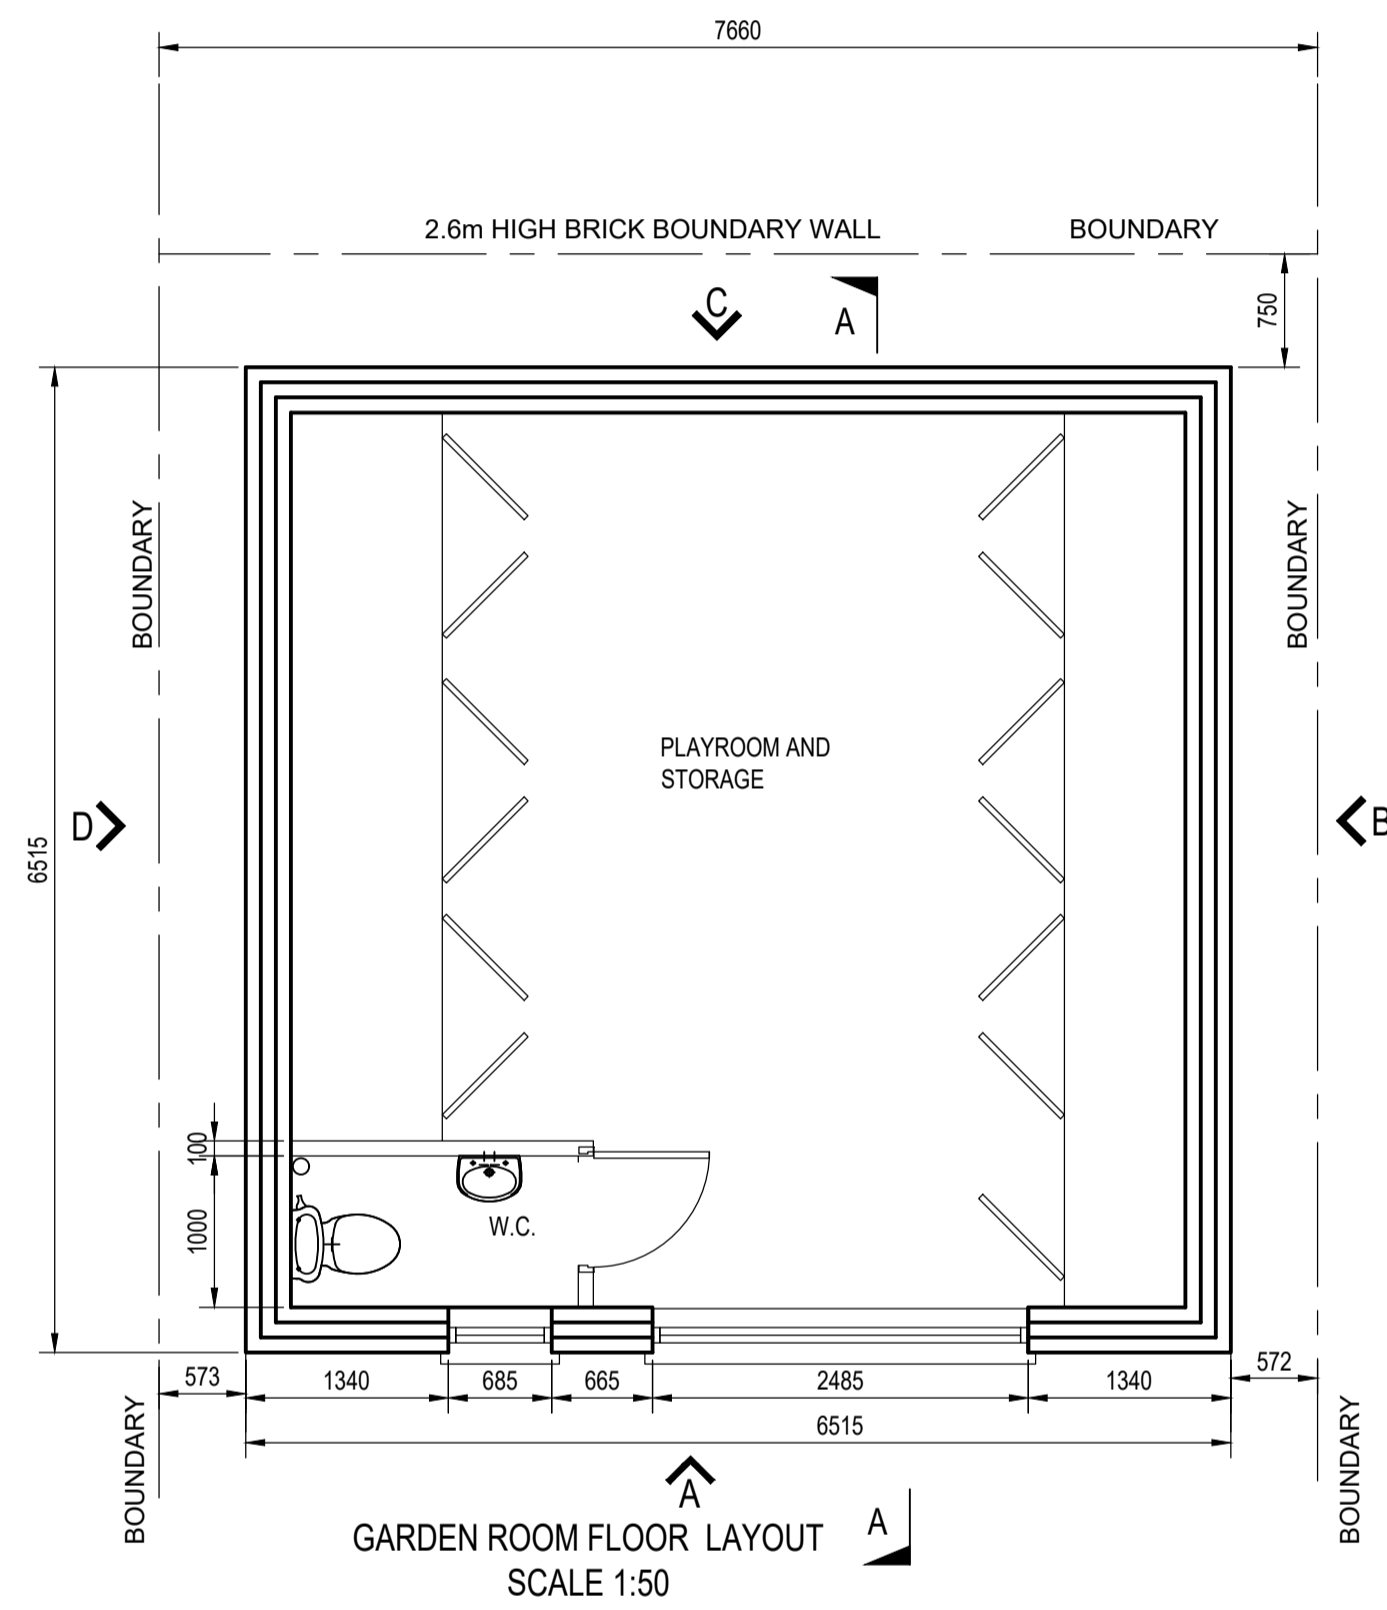 7660
2.6m HIGH BRICK BOUNDARY WALL
BOUNDARY
750
C
A
BOUNDARY
BOUNDARY
PLAYROOM AND
STORAGE
D
B
6515
100
1000
W.C.
573
1340
685
665
2485
1340
572
6515
BOUNDARY
BOUNDARY
A
A
GARDEN ROOM FLOOR LAYOUT
SCALE 1:50